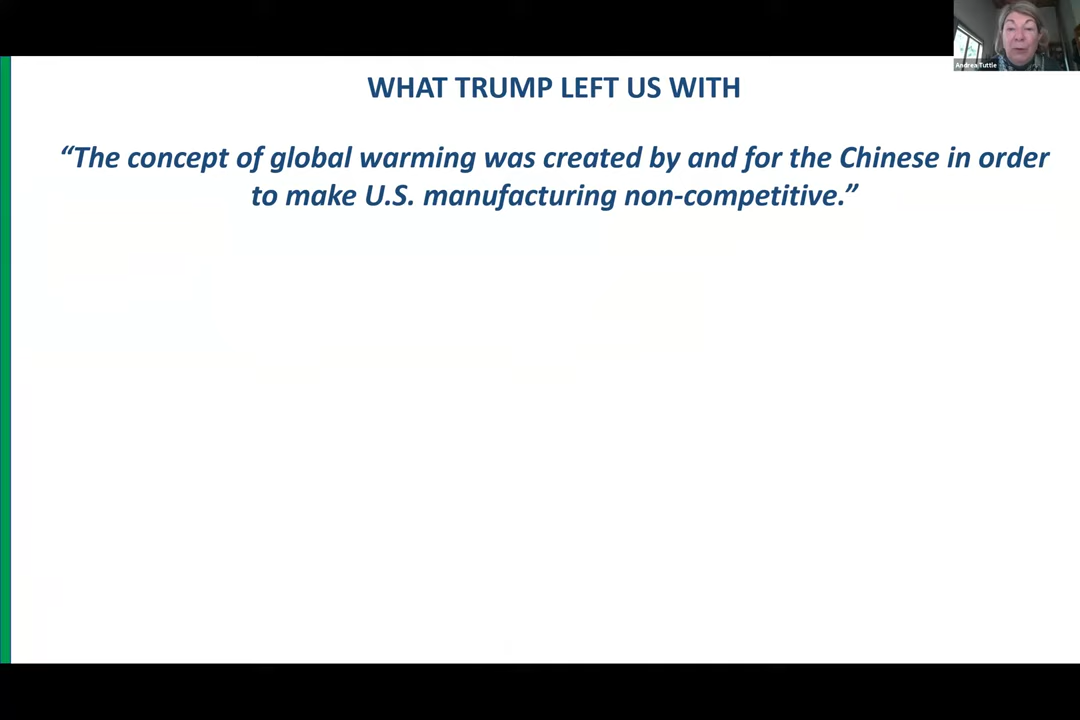 Andrea Tuttle
WHAT TRUMP LEFT US WITH
“The concept of global warming was created by and for the Chinese in order
to make U.S. manufacturing non-competitive.”